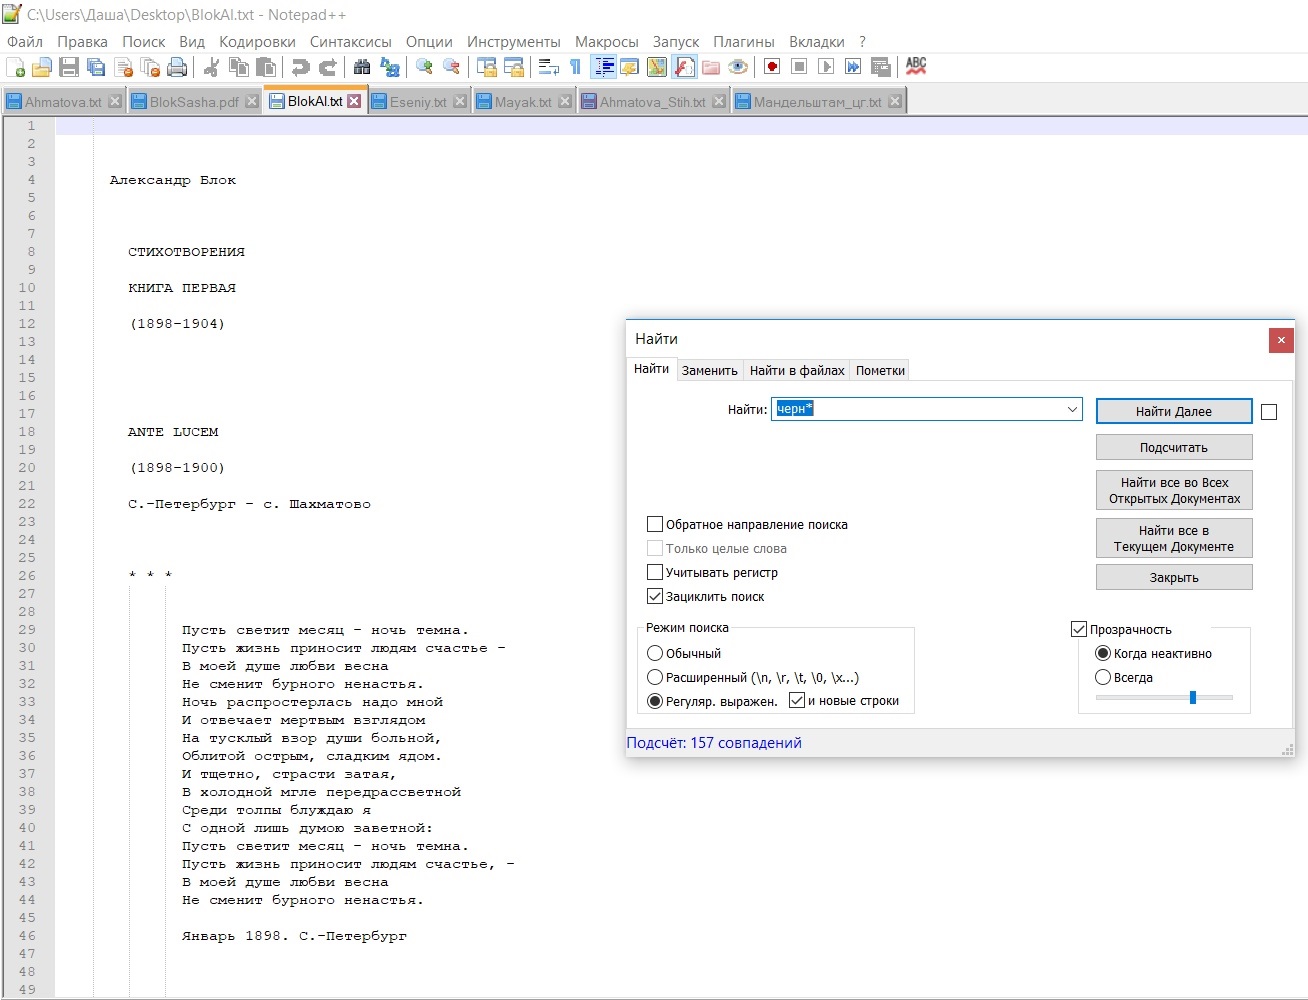 C:\Users\Даша\Desktop\BlokAl.txt - Notepad++
Файл Правка Поиск Вид Кодировки Синтаксисы Опции Инструменты Макросы Запуск Плагины Вкладки ?
ABC
Ahmatova.txt BlokSasha.pdf BlokAl.txt Eseniy.txt Mayak.txt Ahmatova_Stih.txt Мандельштам_цг.txt
1
2
3
4 Александр Блок
5
6
7
8 СТИХОТВОРЕНИЯ
9
10 КНИГА ПЕРВАЯ
11
12 (1898-1904)
13
14
15
16
17
18 ANTE LUCEM
19
20 (1898-1900)
21
22 С.-Петербург - с. Шахматово
23
24
25
26 * * *
27
28
29 Пусть светит месяц - ночь темна.
30 Пусть жизнь приносит людям счастье -
31 В моей душе любви весна
32 Не сменит бурного ненастья.
33 Ночь распростерлась надо мной
34 И отвечает мертвым взглядом
35 На тусклый взор души больной,
36 Облитой острым, сладким ядом.
37 И тщетно, страсти затая,
38 В холодной мгле передрассветной
39 Среди толпы блуждаю я
40 С одной лишь думою заветной:
41 Пусть светит месяц - ночь темна.
42 Пусть жизнь приносит людям счастье, -
43 В моей душе любви весна
44 Не сменит бурного ненастья.
45
46 Январь 1898. С.-Петербург
47
48
49
Найти
Найти Заменить Найти в файлах Пометки
Найти: черн*
Найти Далее
Подсчитать
Найти все во Всех
Открытых Документах
Найти все в
Текущем Документе
Закрыть
Обратное направление поиска
Только целые слова
Учитывать регистр
Зациклить поиск
Режим поиска
Обычный
Расширенный (\n, \r, \t, \0, \x...)
Регуляр. выражен. и новые строки
Прозрачность
Когда неактивно
Всегда
Подсчёт: 157 совпадений